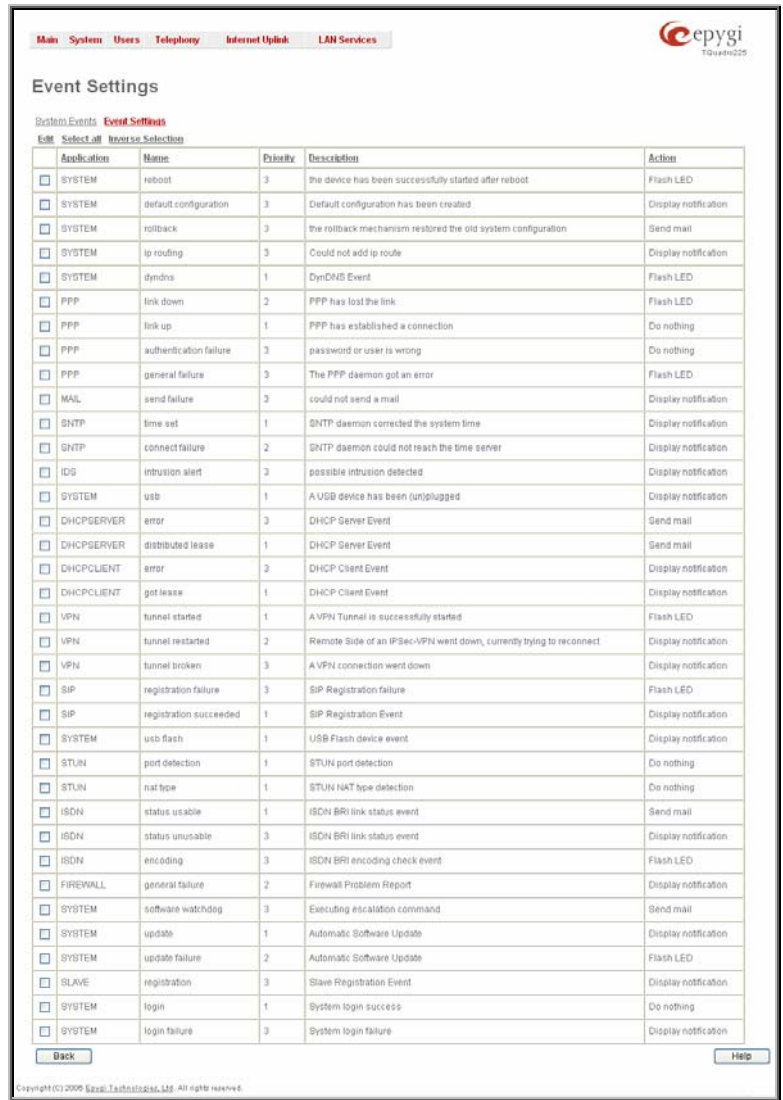 Main System Users Telephony Internet Uplink LAN Services
epygi
TQuadro225
Event Settings
System Events Event Settings
Edit Select all Inverse Selection
Application Name Priority Description Action
SYSTEM reboot 3 the device has been successfully started after reboot Flash LED
SYSTEM default configuration 3 Default configuration has been created Display notification
SYSTEM rollback 3 the rollback mechanism restored the old system configuration Send mail
SYSTEM ip routing 3 Could not add ip route Display notification
SYSTEM dyndns 1 DynDNS Event Flash LED
PPP link down 2 PPP has lost the link Flash LED
PPP link up 1 PPP has established a connection Do nothing
PPP authentication failure 3 password or user is wrong Do nothing
PPP general failure 3 The PPP daemon got an error Flash LED
MAIL send failure 3 could not send a mail Display notification
SNTP time set 1 SNTP daemon corrected the system time Display notification
SNTP connect failure 2 SNTP daemon could not reach the time server Display notification
IDS intrusion alert 3 possible intrusion detected Display notification
SYSTEM usb 1 A USB device has been (un)plugged Display notification
DHCPSERVER error 3 DHCP Server Event Send mail
DHCPSERVER distributed lease 1 DHCP Server Event Send mail
DHCPCLIENT error 3 DHCP Client Event Display notification
DHCPCLIENT got lease 1 DHCP Client Event Display notification
VPN tunnel started 1 A VPN Tunnel is successfully started Flash LED
VPN tunnel restarted 2 Remote Side of an IPSec-VPN went down, currently trying to reconnect Display notification
VPN tunnel broken 3 A VPN connection went down Display notification
SIP registration failure 3 SIP Registration failure Flash LED
SIP registration succeeded 1 SIP Registration Event Display notification
SYSTEM usb flash 1 USB Flash device event Display notification
STUN port detection 1 STUN port detection Do nothing
STUN nat type 1 STUN NAT type detection Do nothing
ISDN status usable 1 ISDN BRI link status event Send mail
ISDN status unusable 3 ISDN BRI link status event Display notification
ISDN encoding 3 ISDN BRI encoding check event Flash LED
FIREWALL general failure 2 Firewall Problem Report Display notification
SYSTEM software watchdog 3 Executing escalation command Send mail
SYSTEM update 1 Automatic Software Update Display notification
SYSTEM update failure 2 Automatic Software Update Flash LED
SLAVE registration 3 Slave Registration Event Display notification
SYSTEM login 1 System login success Do nothing
SYSTEM login failure 3 System login failure Display notification
Back Help
Copyright (C) 2006 Epygi Technologies, Ltd. All rights reserved.